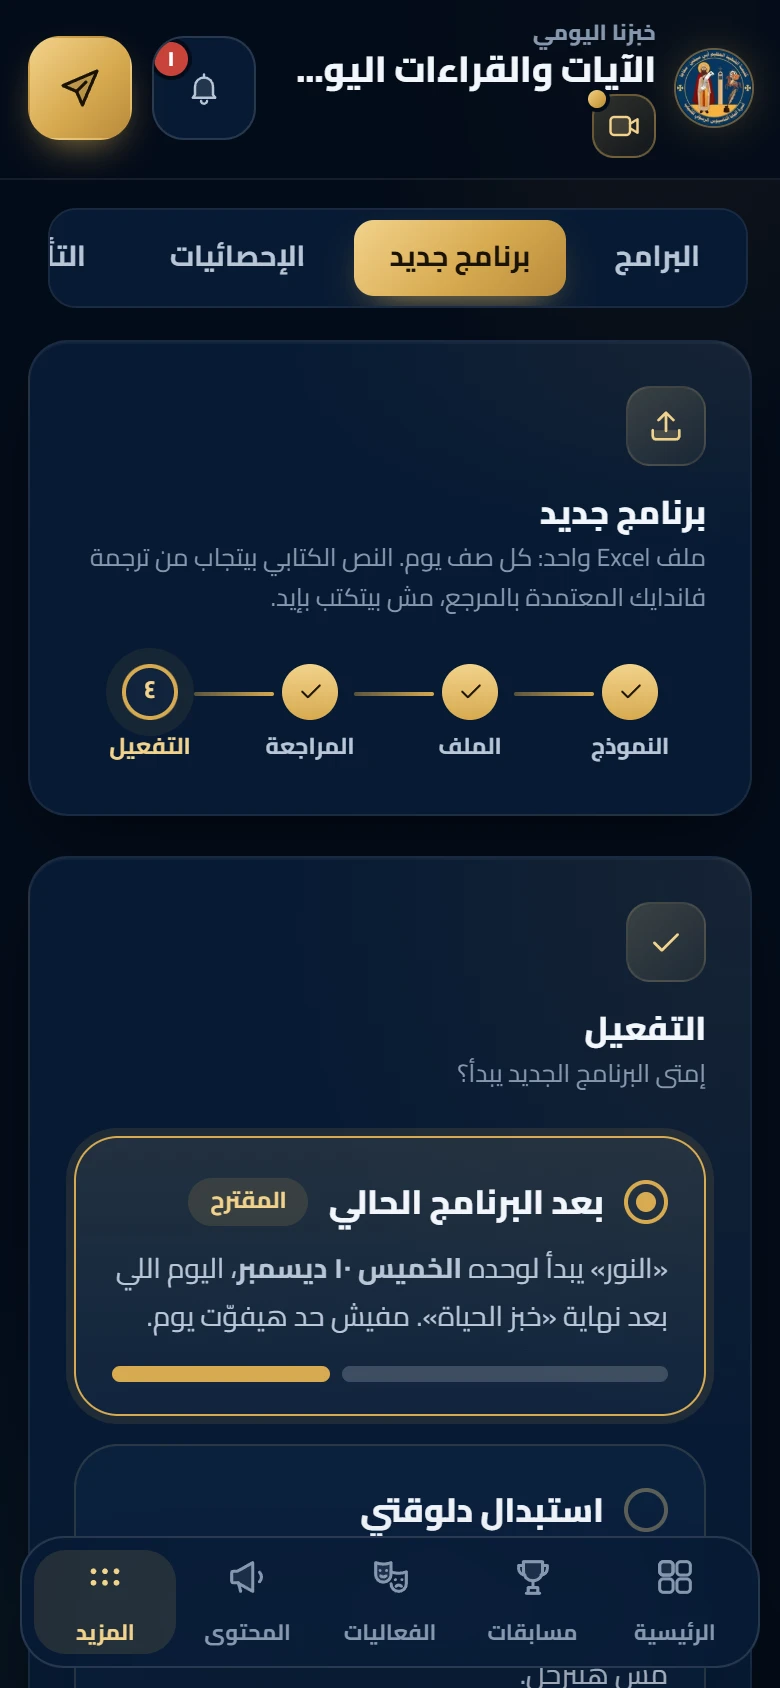 خبزنا اليومي
الآيات والقراءات اليو...
١
البرامج
برنامج جديد
الإحصائيات
التأ
برنامج جديد
ملف Excel واحد: كل صف يوم. النص الكتابي بيتجاب من ترجمة
فاندايك المعتمدة بالمرجع، مش بيتكتب بإيد.
٤
النموذج
الملف
المراجعة
التفعيل
التفعيل
إمتى البرنامج الجديد يبدأ؟
بعد البرنامج الحالي
المقترح
«النور» يبدأ لوحده الخميس ١٠ ديسمبر، اليوم اللي
بعد نهاية «خبز الحياة». مفيش حد هيفوّت يوم.
استبدال دلوقتي
الرئيسية
مسابقات
الفعاليات
المحتوى
المزيد